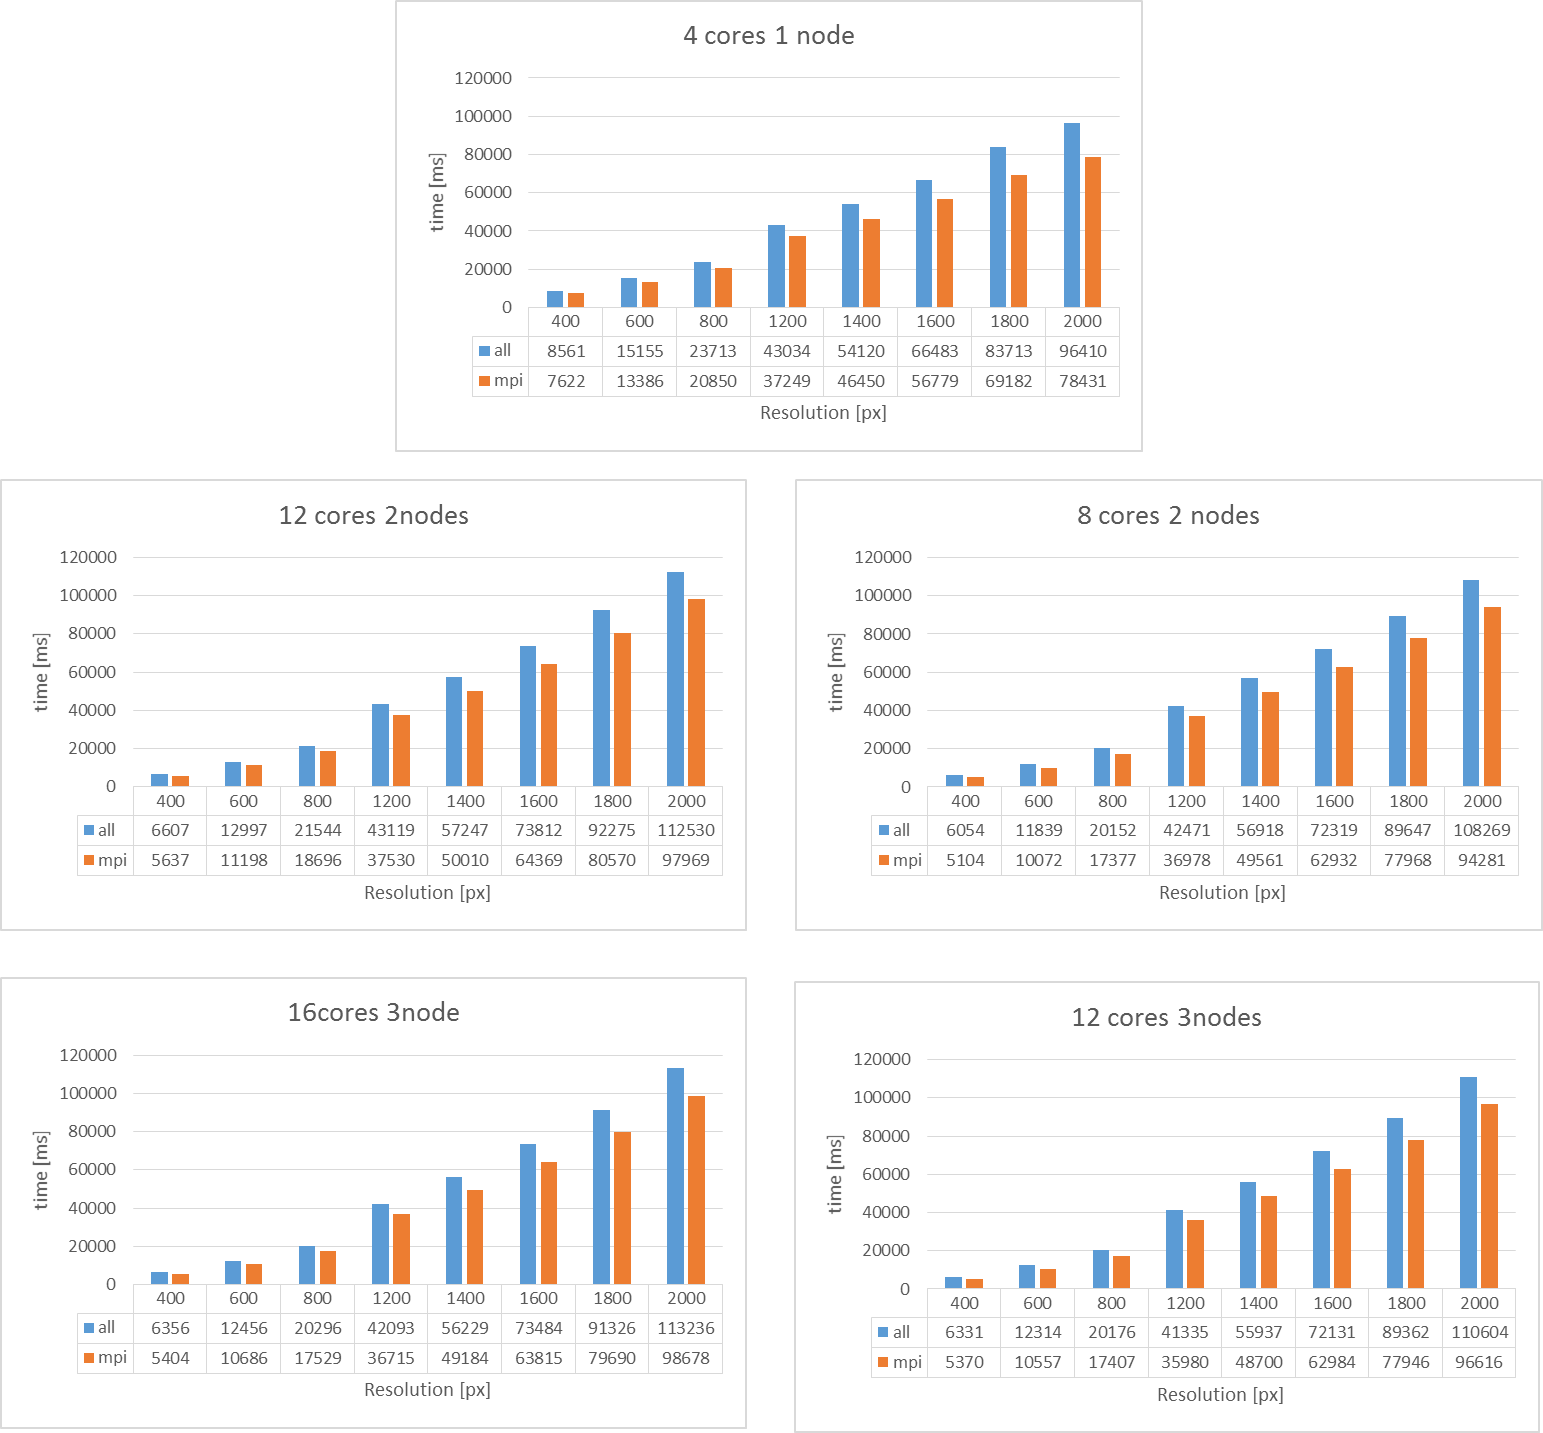 4 cores 1 node
120000
100000
80000
60000
40000
20000
0
time [ms]
400 600 800 1200 1400 1600 1800 2000
all 8561 15155 23713 43034 54120 66483 83713 96410
mpi 7622 13386 20850 37249 46450 56779 69182 78431
Resolution [px]
12 cores 2nodes
120000
100000
80000
60000
40000
20000
0
time [ms]
400 600 800 1200 1400 1600 1800 2000
all 6607 12997 21544 43119 57247 73812 92275 112530
mpi 5637 11198 18696 37530 50010 64369 80570 97969
Resolution [px]
8 cores 2 nodes
120000
100000
80000
60000
40000
20000
0
time [ms]
400 600 800 1200 1400 1600 1800 2000
all 6054 11839 20152 42471 56918 72319 89647 108269
mpi 5104 10072 17377 36978 49561 62932 77968 94281
Resolution [px]
16cores 3node
120000
100000
80000
60000
40000
20000
0
time [ms]
400 600 800 1200 1400 1600 1800 2000
all 6356 12456 20296 42093 56229 73484 91326 113236
mpi 5404 10686 17529 36715 49184 63815 79690 98678
Resolution [px]
12 cores 3nodes
120000
100000
80000
60000
40000
20000
0
time [ms]
400 600 800 1200 1400 1600 1800 2000
all 6331 12314 20176 41335 55937 72131 89362 110604
mpi 5370 10557 17407 35980 48700 62984 77946 96616
Resolution [px]